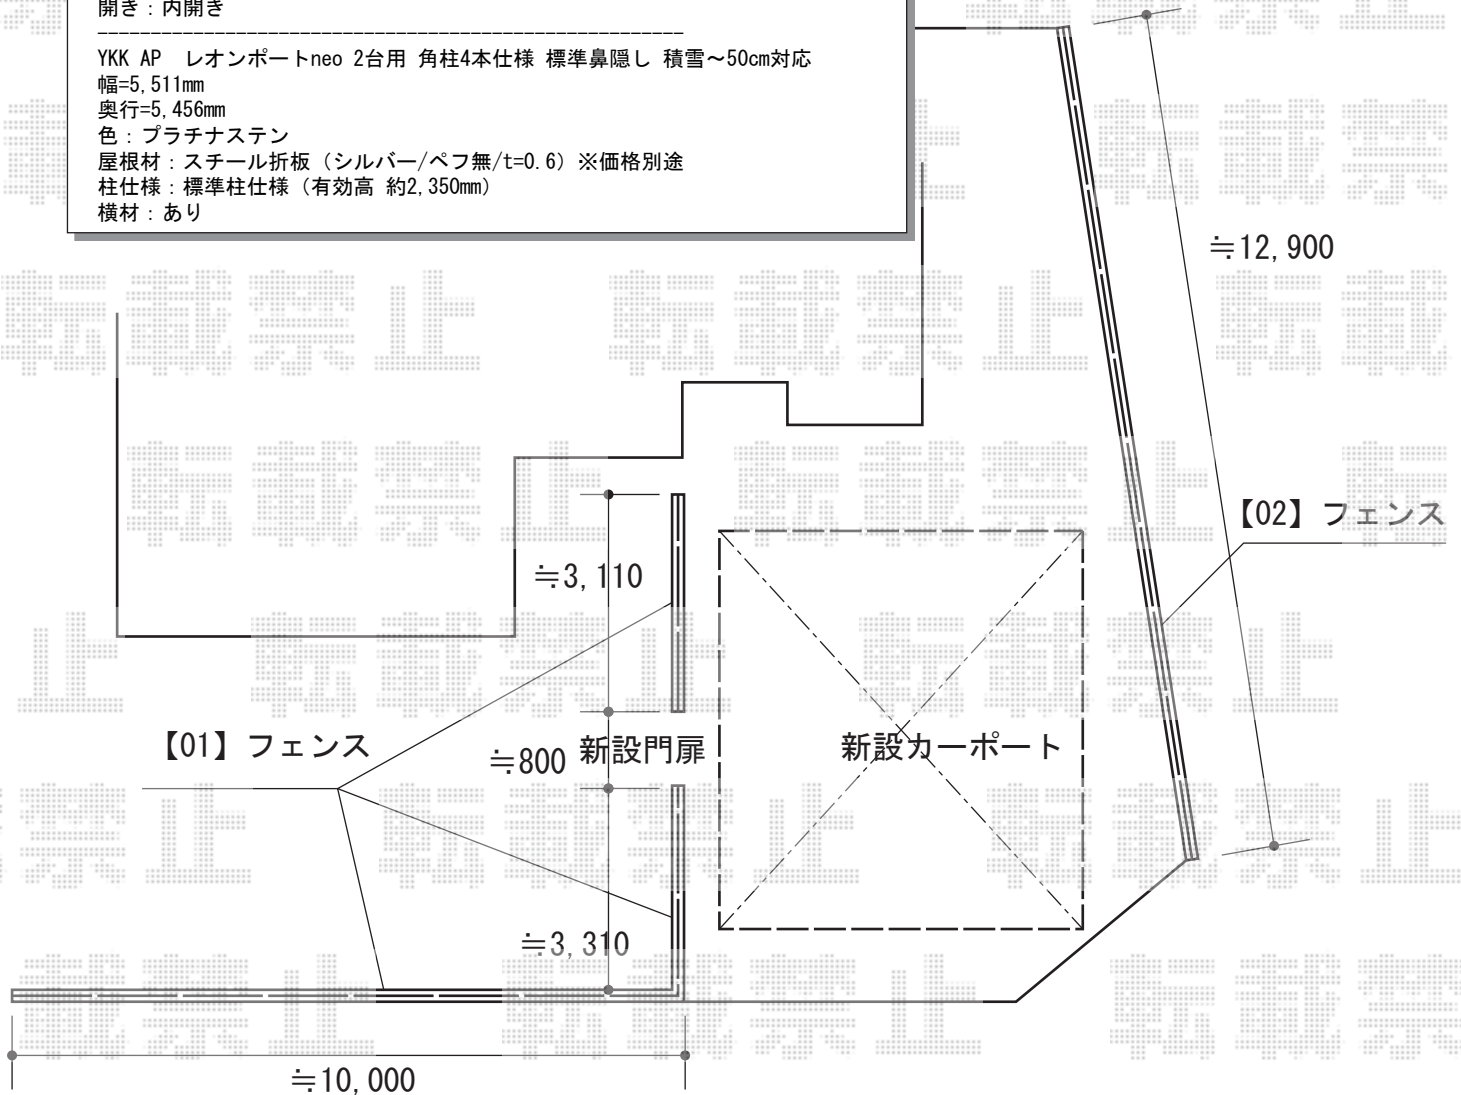 開き：内開き
------------------------------------------------------
YKK AP　レオンポートneo 2台用 角柱4本仕様 標準鼻隠し 積雪～50cm対応
幅=5,511mm
奥行=5,456mm
色：プラチナステン
屋根材：スチール折板（シルバー/ペフ無/t=0.6）※価格別途
柱仕様：標準柱仕様（有効高 約2,350mm）
横材：あり
≒12,900
【02】フェンス
≒3,110
【01】フェンス
≒800
新設門扉
新設カーポート
≒3,310
≒10,000
転載禁止